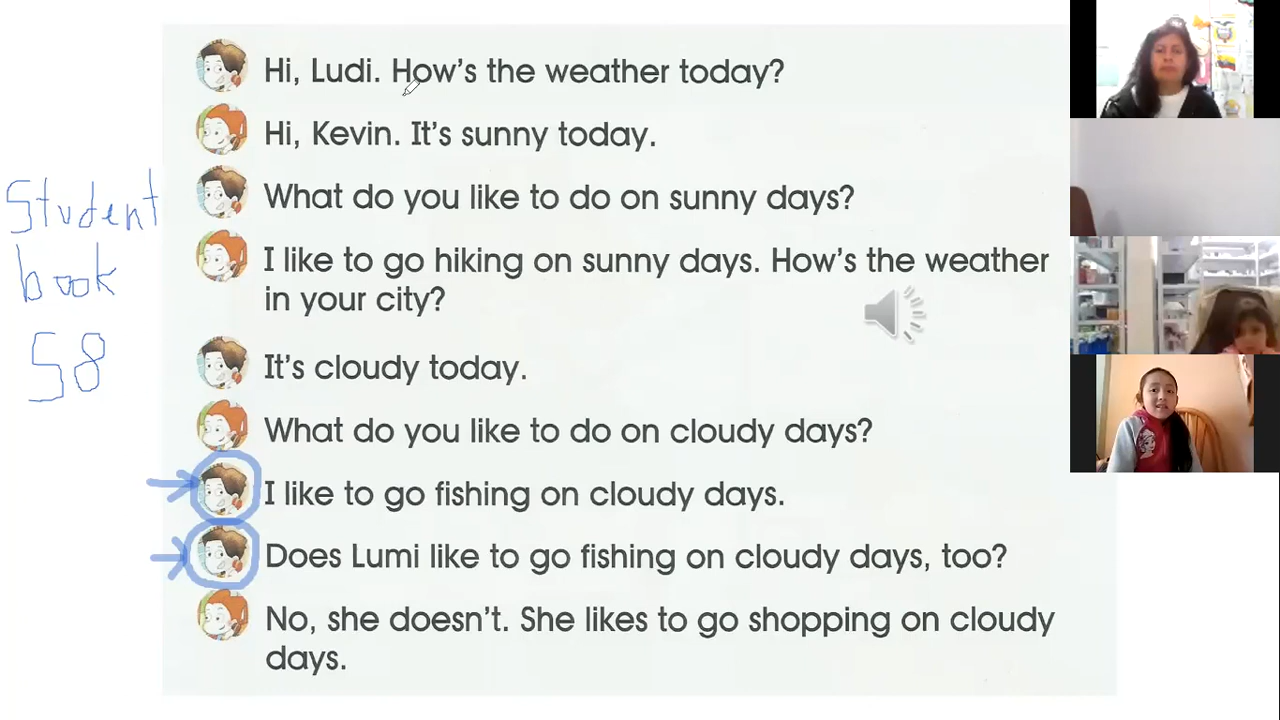 Hi, Ludi. How's the weather today?
Hi, Kevin. It's sunny today.
What do you like to do on sunny days?
I like to go hiking on sunny days. How's the weather
in your city?
It's cloudy today.
What do you like to do on cloudy days?
I like to go fishing on cloudy days.
Does Lumi like to go fishing on cloudy days, too?
No, she doesn't. She likes to go shopping on cloudy
days.
Student
book
58